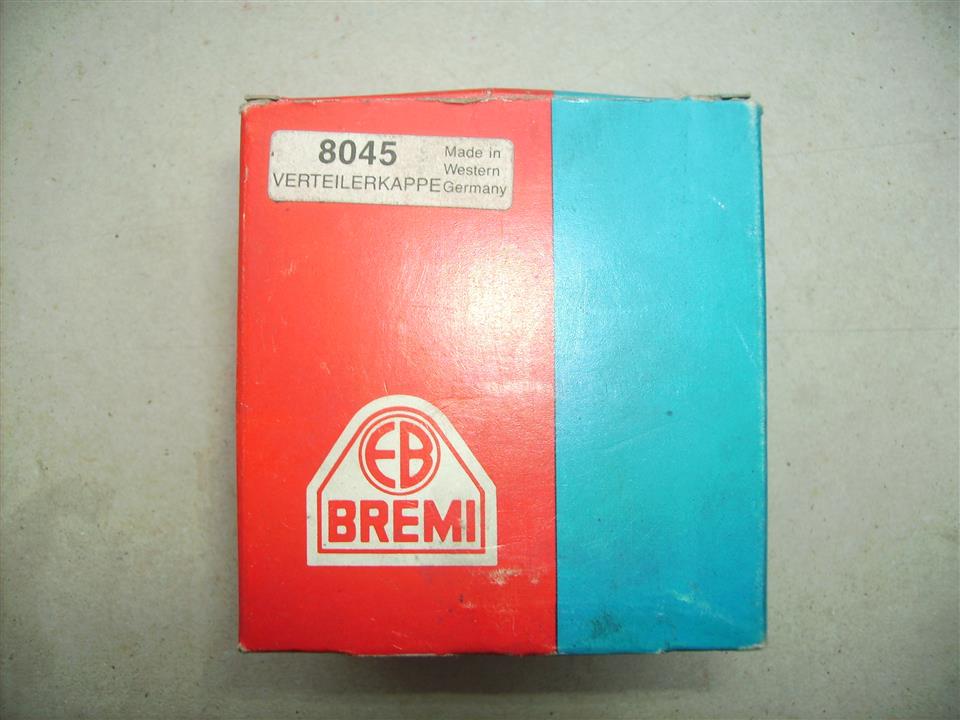 8045
VERTEILERKAPPE
Made in
Western
Germany
EB
BREMI